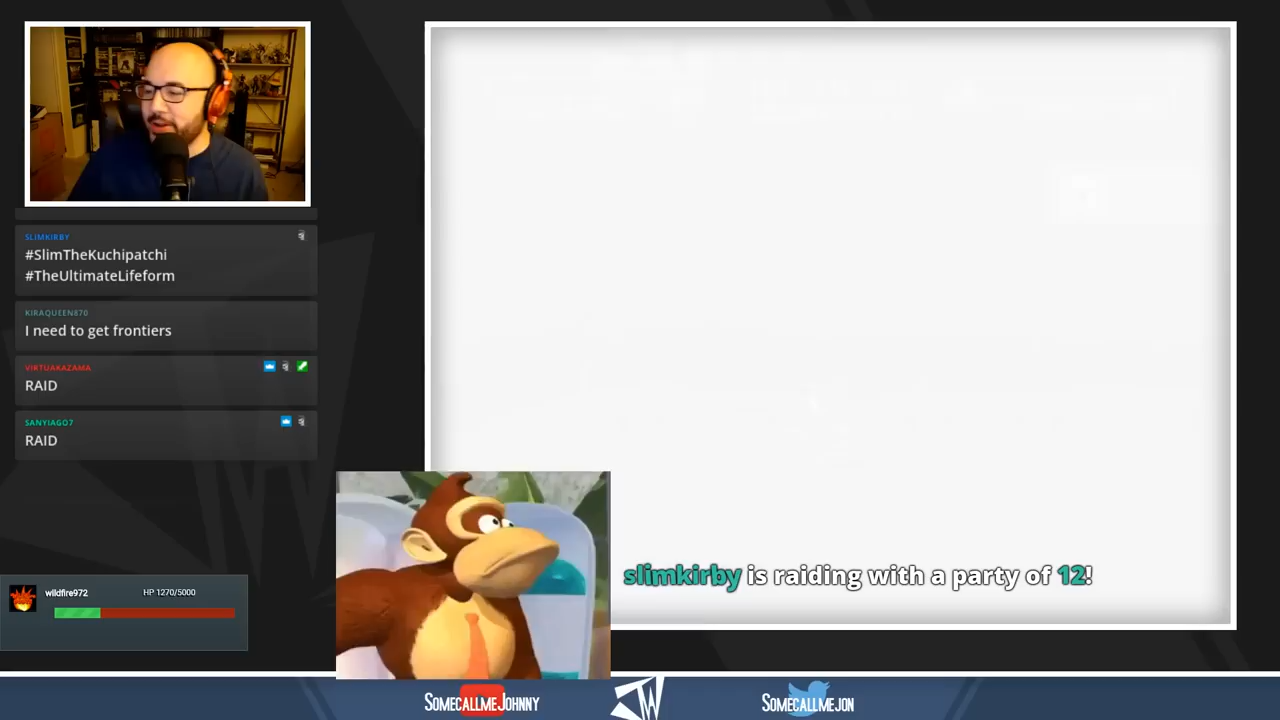 SLIMKIRBY
#SlimTheKuchipatchi
#TheUltimateLifeform
KIRAQUEEN870
I need to get frontiers
VIRTUAKAZAMA
RAID
SANYIAGO7
RAID
wildfire972 HP 1270/5000
slimkirby is raiding with a party of 12!
SOMECALLMEJOHNNY
SOMECALLMEJON